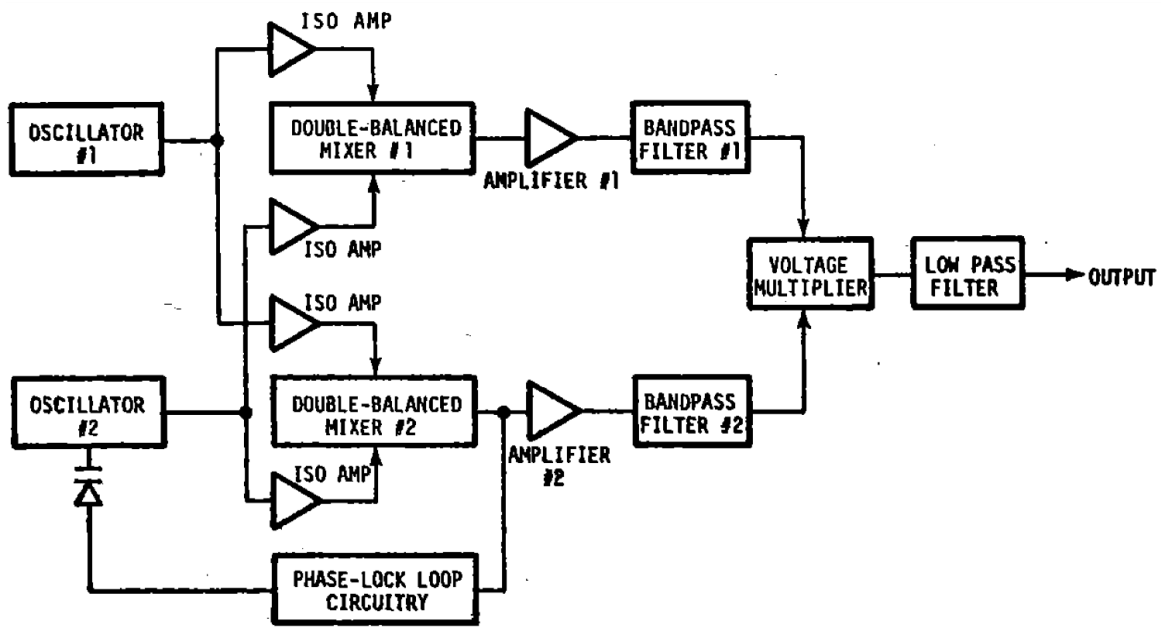 ISO AMP
OSCILLATOR
#1
DOUBLE-BALANCED
MIXER #1
AMPLIFIER #1
BANDPASS
FILTER #1
ISO AMP
VOLTAGE
MULTIPLIER
LOW PASS
FILTER
OUTPUT
ISO AMP
OSCILLATOR
#2
DOUBLE-BALANCED
MIXER #2
AMPLIFIER
#2
BANDPASS
FILTER #2
ISO AMP
PHASE-LOCK LOOP
CIRCUITRY